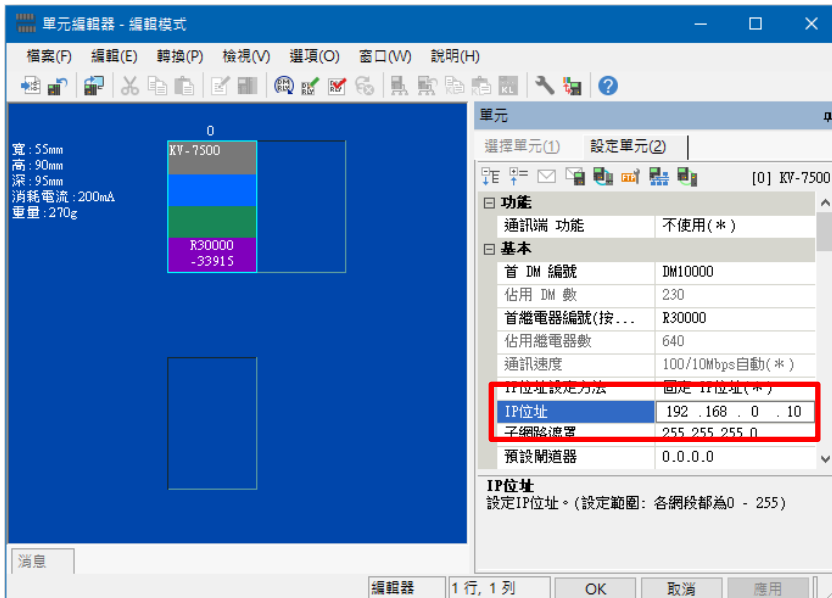 單元編輯器 - 編輯模式
檔案(F) 編輯(E) 轉換(P) 檢視(V) 選項(O) 窗口(W) 說明(H)
寬:55mm
高:90mm
深:95mm
消耗電流:200mA
重量:270g
0
KV-7500
R30000
-33915
單元
選擇單元(1) 設定單元(2)
[0] KV-7500
功能
通訊端 功能 不使用(*)
基本
首 DM 編號 DM10000
佔用 DM 數 230
首繼電器編號(按... R30000
佔用繼電器數 640
通訊速度 100/10Mbps自動(*)
IP位址設定方法 固定 IP位址(*)
IP位址 192 .168 . 0 . 10
子網路遮罩 255.255.255.0
預設閘道器 0.0.0.0
IP位址
設定IP位址。(設定範圍: 各網段都為0 - 255)
消息
編輯器 1 行, 1 列 OK 取消 應用